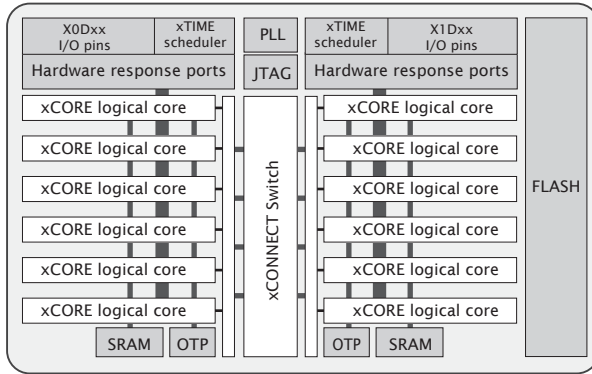 X0Dxx
I/O pins
xTIME
scheduler
PLL
xTIME
scheduler
X1Dxx
I/O pins
Hardware response ports
JTAG
Hardware response ports
xCORE logical core
xCORE logical core
xCORE logical core
xCORE logical core
xCORE logical core
xCORE logical core
xCONNECT Switch
xCORE logical core
xCORE logical core
xCORE logical core
xCORE logical core
xCORE logical core
xCORE logical core
FLASH
SRAM
OTP
OTP
SRAM